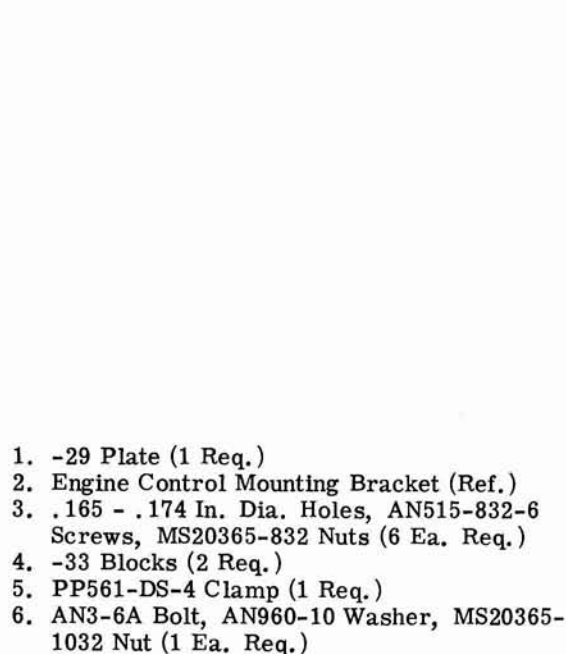 1. -29 Plate (1 Req.)
2. Engine Control Mounting Bracket (Ref.)
3. .165 - .174 In. Dia. Holes, AN515-832-6
Screws, MS20365-832 Nuts (6 Ea. Req.)
4. -33 Blocks (2 Req.)
5. PP561-DS-4 Clamp (1 Req.)
6. AN3-6A Bolt, AN960-10 Washer, MS20365-
1032 Nut (1 Ea. Req.)